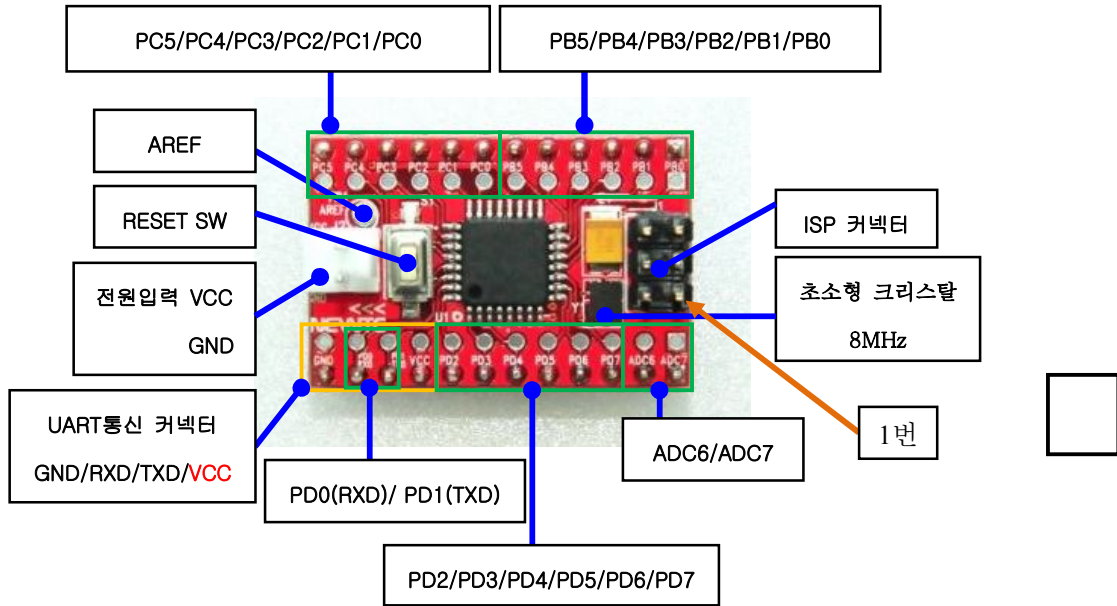 PC5/PC4/PC3/PC2/PC1/PC0
PB5/PB4/PB3/PB2/PB1/PB0
AREF
RESET SW
전원입력 VCC
GND
UART통신 커넥터
GND/RXD/TXD/VCC
PD0(RXD)/ PD1(TXD)
PD2/PD3/PD4/PD5/PD6/PD7
ADC6/ADC7
1번
초소형 크리스탈
8MHz
ISP 커넥터
PC5 PC4 PC3 PC2 PC1 PC0 PB5 PB4 PB3 PB2 PB1 PB0
AREF
S1
U1
GND
VCC PD2 PD3 PD4 PD5 PD6 PD7 ADC6 ADC7